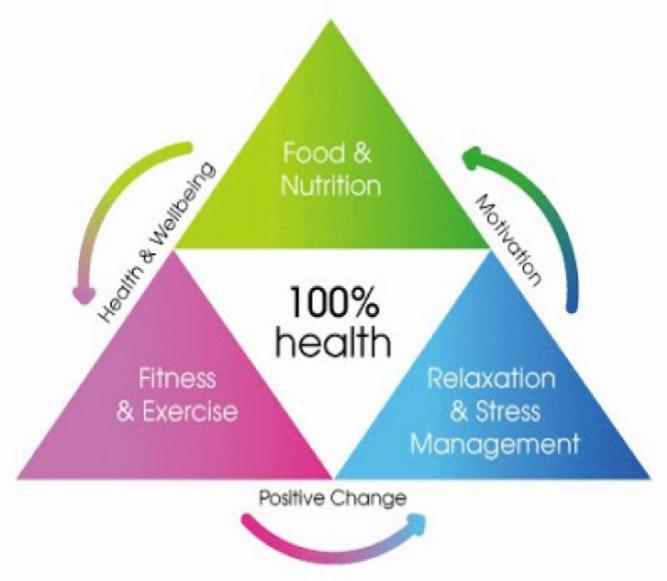 Food &
Nutrition
Health & Wellbeing
Motivation
100%
health
Fitness
& Exercise
Relaxation
& Stress
Management
Positive Change